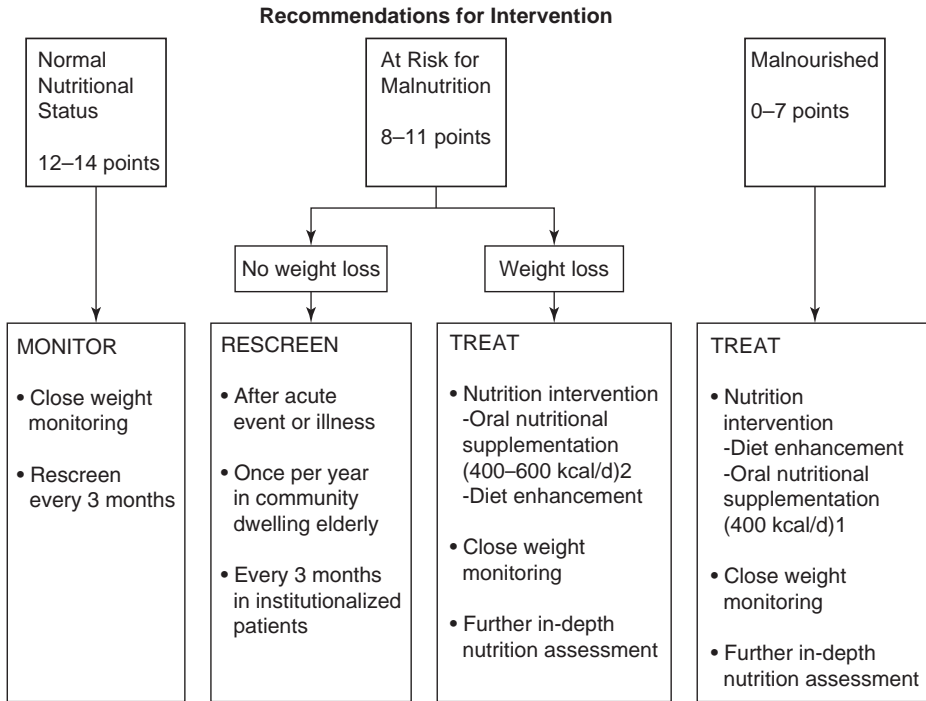 Recommendations for Intervention
Normal
Nutritional
Status
12–14 points
At Risk for
Malnutrition
8–11 points
Malnourished
0–7 points
No weight loss
Weight loss
MONITOR
• Close weight
monitoring
• Rescreen
every 3 months
RESCREEN
• After acute
event or illness
• Once per year
in community
dwelling elderly
• Every 3 months
in institutionalized
patients
TREAT
• Nutrition intervention
-Oral nutritional
supplementation
(400–600 kcal/d)2
-Diet enhancement
• Close weight
monitoring
• Further in-depth
nutrition assessment
TREAT
• Nutrition
intervention
-Diet enhancement
-Oral nutritional
supplementation
(400 kcal/d)1
• Close weight
monitoring
• Further in-depth
nutrition assessment